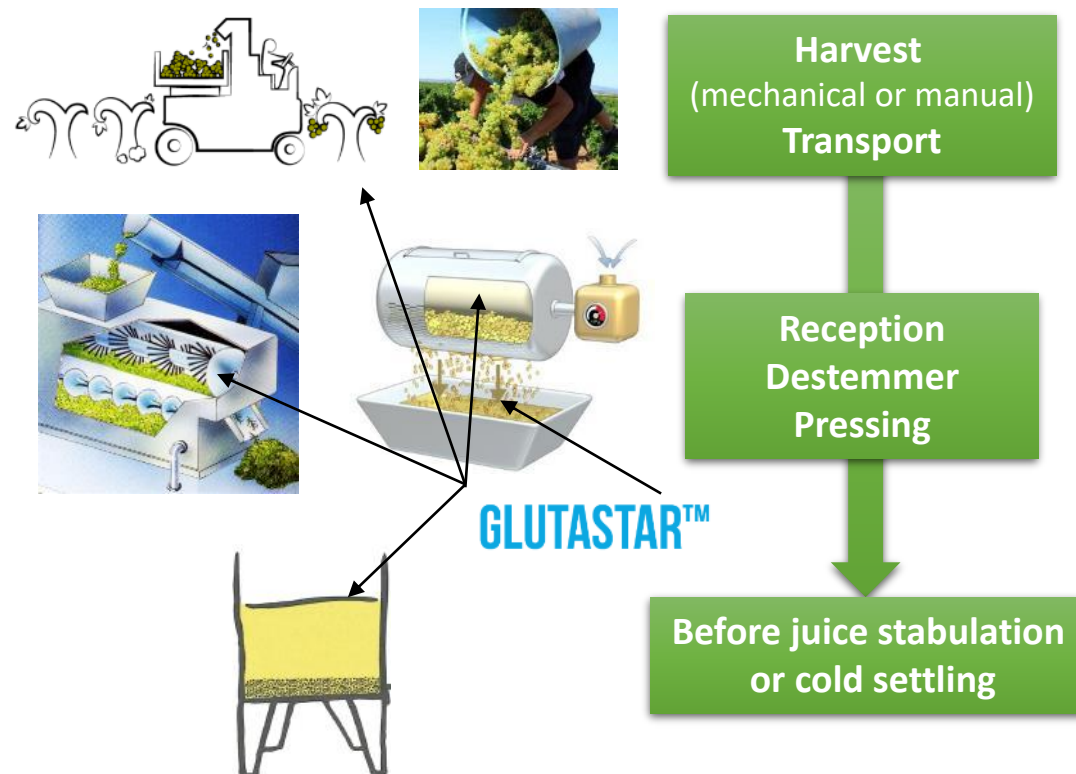 Harvest
(mechanical or manual)
Transport
Reception
Destemmer
Pressing
GLUTASTAR™
Before juice stabulation
or cold settling